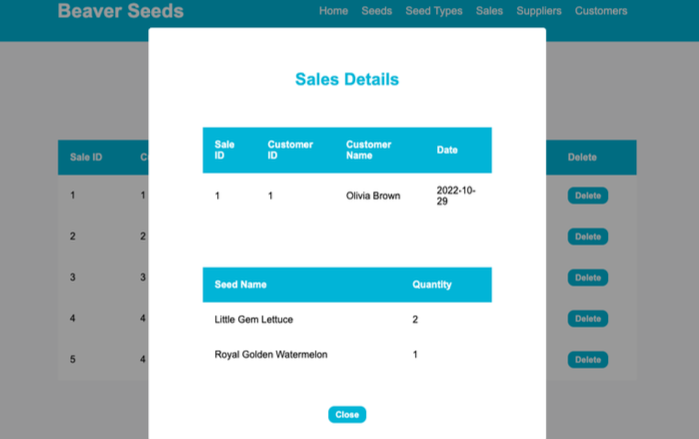 Beaver Seeds
Home Seeds Seed Types Sales Suppliers Customers
Sales Details
Sale ID Customer ID Customer Name Date
1 1 Olivia Brown 2022-10-29
Seed Name Quantity
Little Gem Lettuce 2
Royal Golden Watermelon 1
Close
Sale ID C Delete
1 1 Delete
2 2 Delete
3 3 Delete
4 4 Delete
5 4 Delete